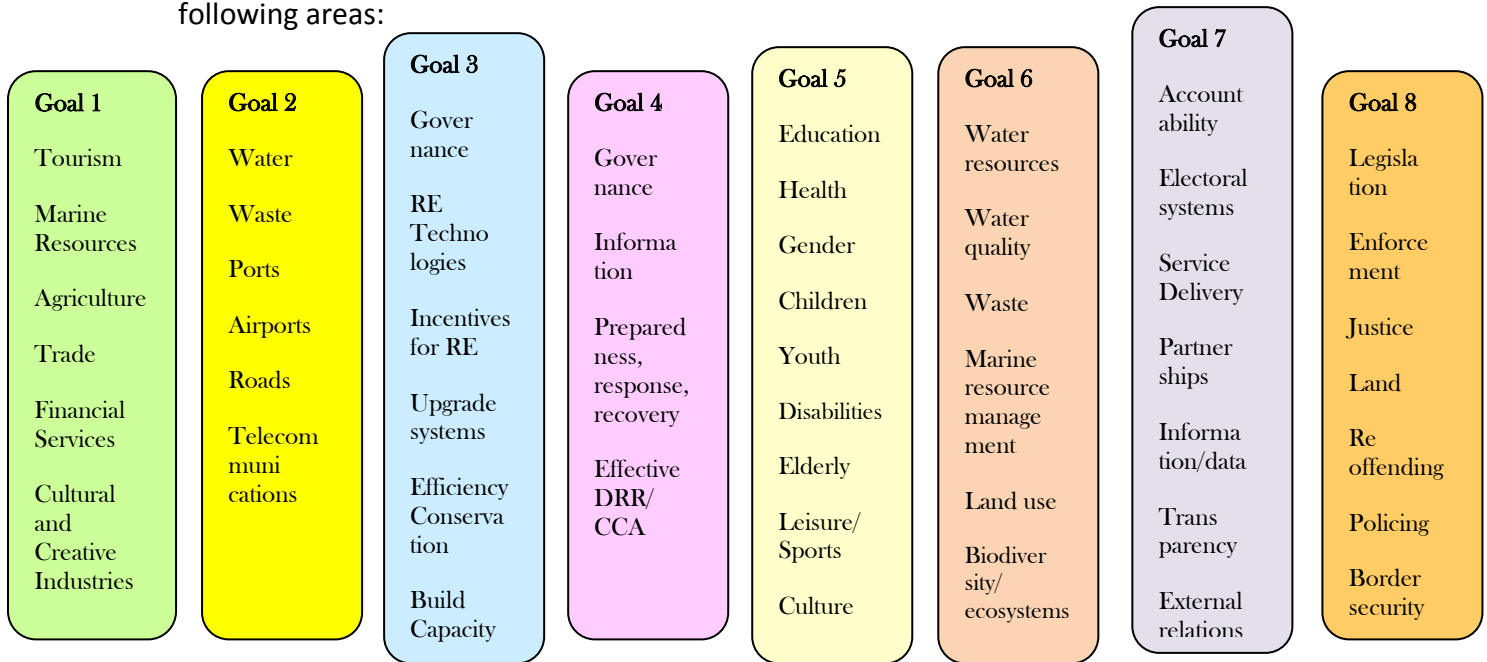 following areas:
Goal 1
Tourism
Marine
Resources
Agriculture
Trade
Financial
Services
Cultural
and
Creative
Industries
Goal 2
Water
Waste
Ports
Airports
Roads
Telecom
muni
cations
Goal 3
Gover
nance
RE
Techno
logies
Incentives
for RE
Upgrade
systems
Efficiency
Conserva
tion
Build
Capacity
Goal 4
Gover
nance
Informa
tion
Prepared
ness,
response,
recovery
Effective
DRR/
CCA
Goal 5
Education
Health
Gender
Children
Youth
Disabilities
Elderly
Leisure/
Sports
Culture
Goal 6
Water
resources
Water
quality
Waste
Marine
resource
manage
ment
Land use
Biodiver
sity/
ecosystems
Goal 7
Account
ability
Electoral
systems
Service
Delivery
Partner
ships
Informa
tion/data
Trans
parency
External
relations
Goal 8
Legisla
tion
Enforce
ment
Justice
Land
Re
offending
Policing
Border
security